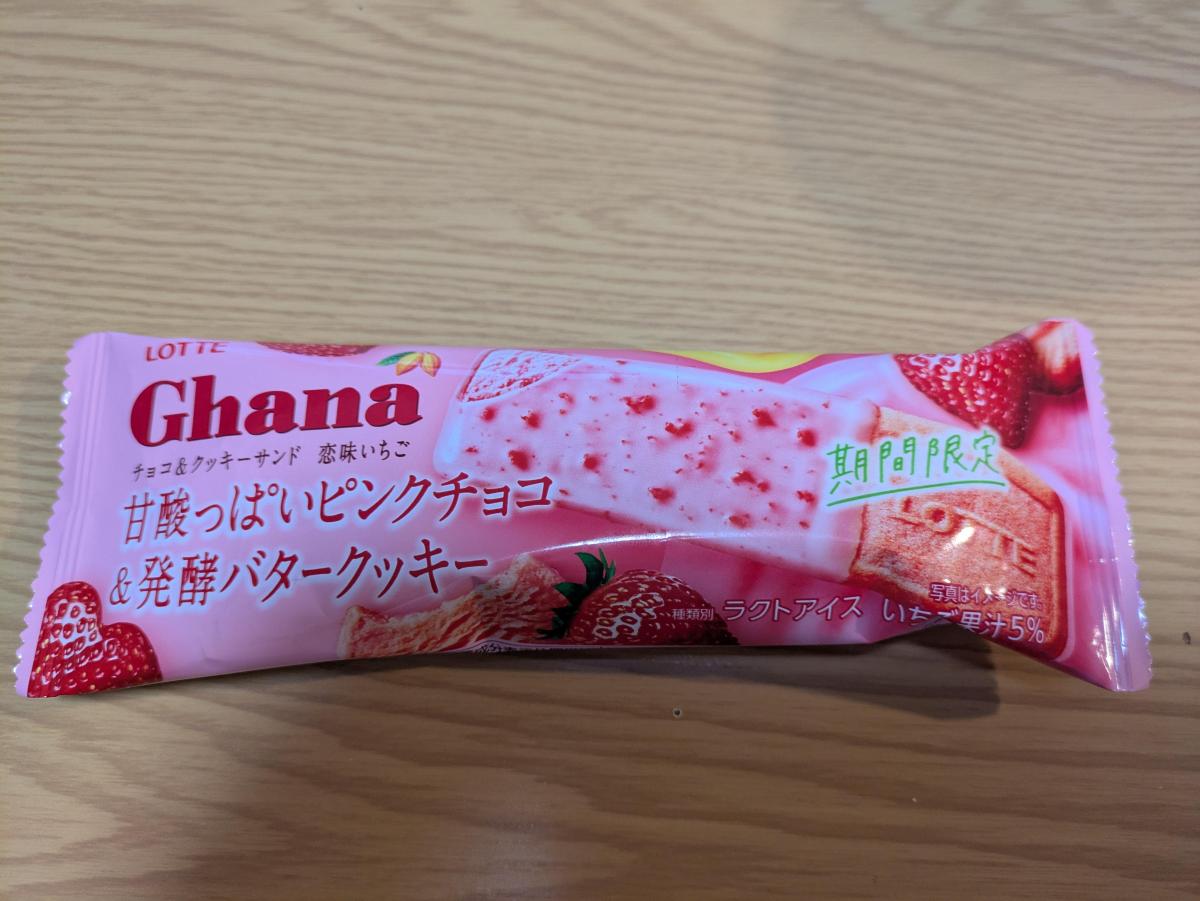 LOTTE
Ghana
チョコ&クッキーサンド 恋味いちご
甘酸っぱいピンクチョコ
&発酵バタークッキー
期間限定
LOTTE
写真はイメージです。
種類別 ラクトアイス いちご果汁5%